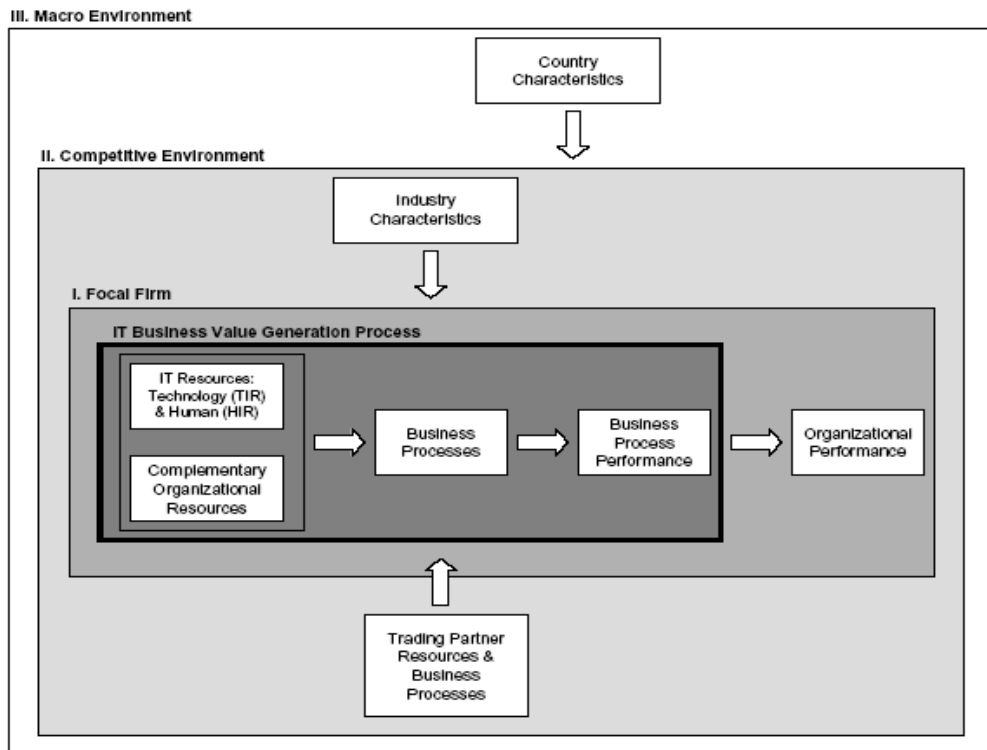 III. Macro Environment
Country
Characteristics
II. Competitive Environment
Industry
Characteristics
I. Focal Firm
IT Business Value Generation Process
IT Resources:
Technology (TIR)
& Human (HIR)
Complementary
Organizational
Resources
Business
Processes
Business
Process
Performance
Organizational
Performance
Trading Partner
Resources &
Business
Processes